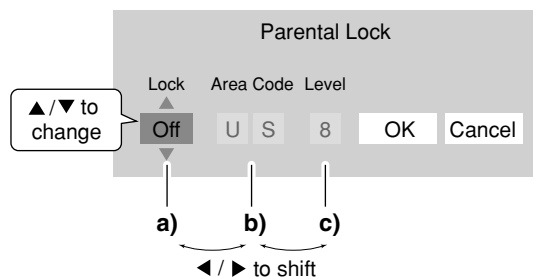 Parental Lock
Lock Area Code Level
▲/▼ to
change
Off U S 8 OK Cancel
a) b) c)
◀ / ▶ to shift